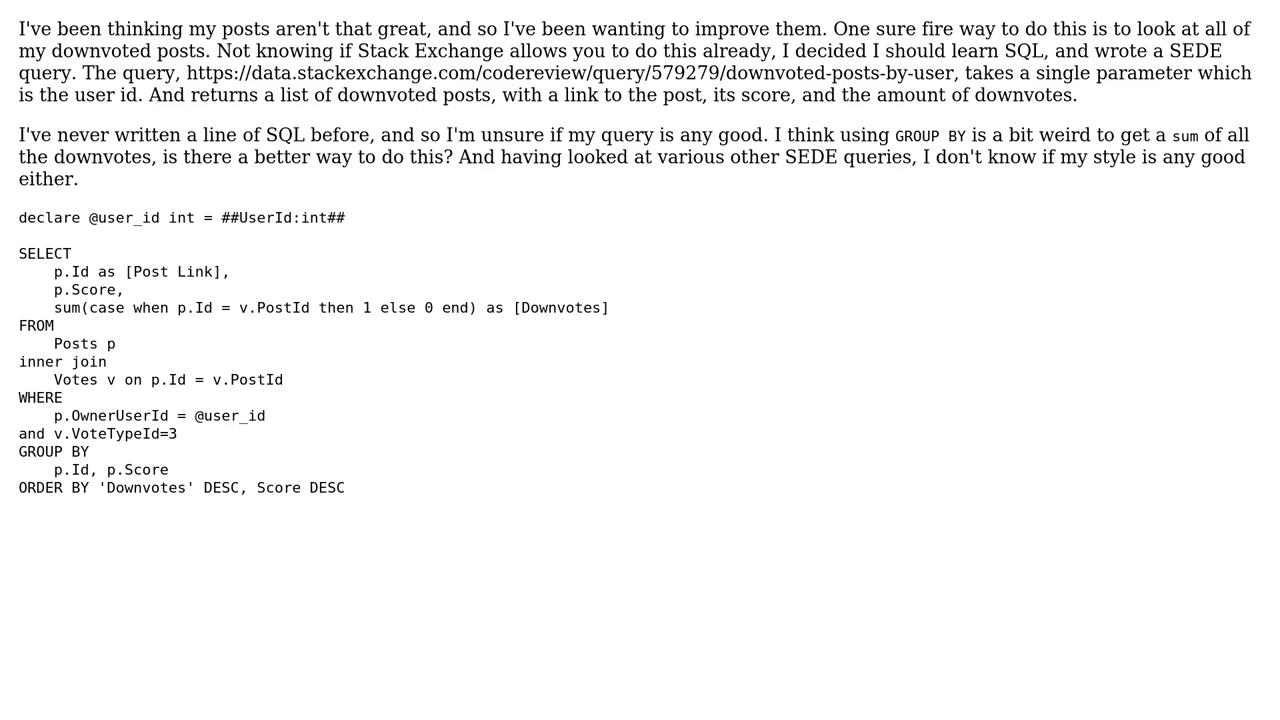 I've been thinking my posts aren't that great, and so I've been wanting to improve them. One sure fire way to do this is to look at all of
my downvoted posts. Not knowing if Stack Exchange allows you to do this already, I decided I should learn SQL, and wrote a SEDE
query. The query, https://data.stackexchange.com/codereview/query/579279/downvoted-posts-by-user, takes a single parameter which
is the user id. And returns a list of downvoted posts, with a link to the post, its score, and the amount of downvotes.
I've never written a line of SQL before, and so I'm unsure if my query is any good. I think using GROUP BY is a bit weird to get a sum of all
the downvotes, is there a better way to do this? And having looked at various other SEDE queries, I don't know if my style is any good
either.
declare @user_id int = ##UserId:int##
SELECT
    p.Id as [Post Link],
    p.Score,
    sum(case when p.Id = v.PostId then 1 else 0 end) as [Downvotes]
FROM
    Posts p
inner join
    Votes v on p.Id = v.PostId
WHERE
    p.OwnerUserId = @user_id
and v.VoteTypeId=3
GROUP BY
    p.Id, p.Score
ORDER BY 'Downvotes' DESC, Score DESC